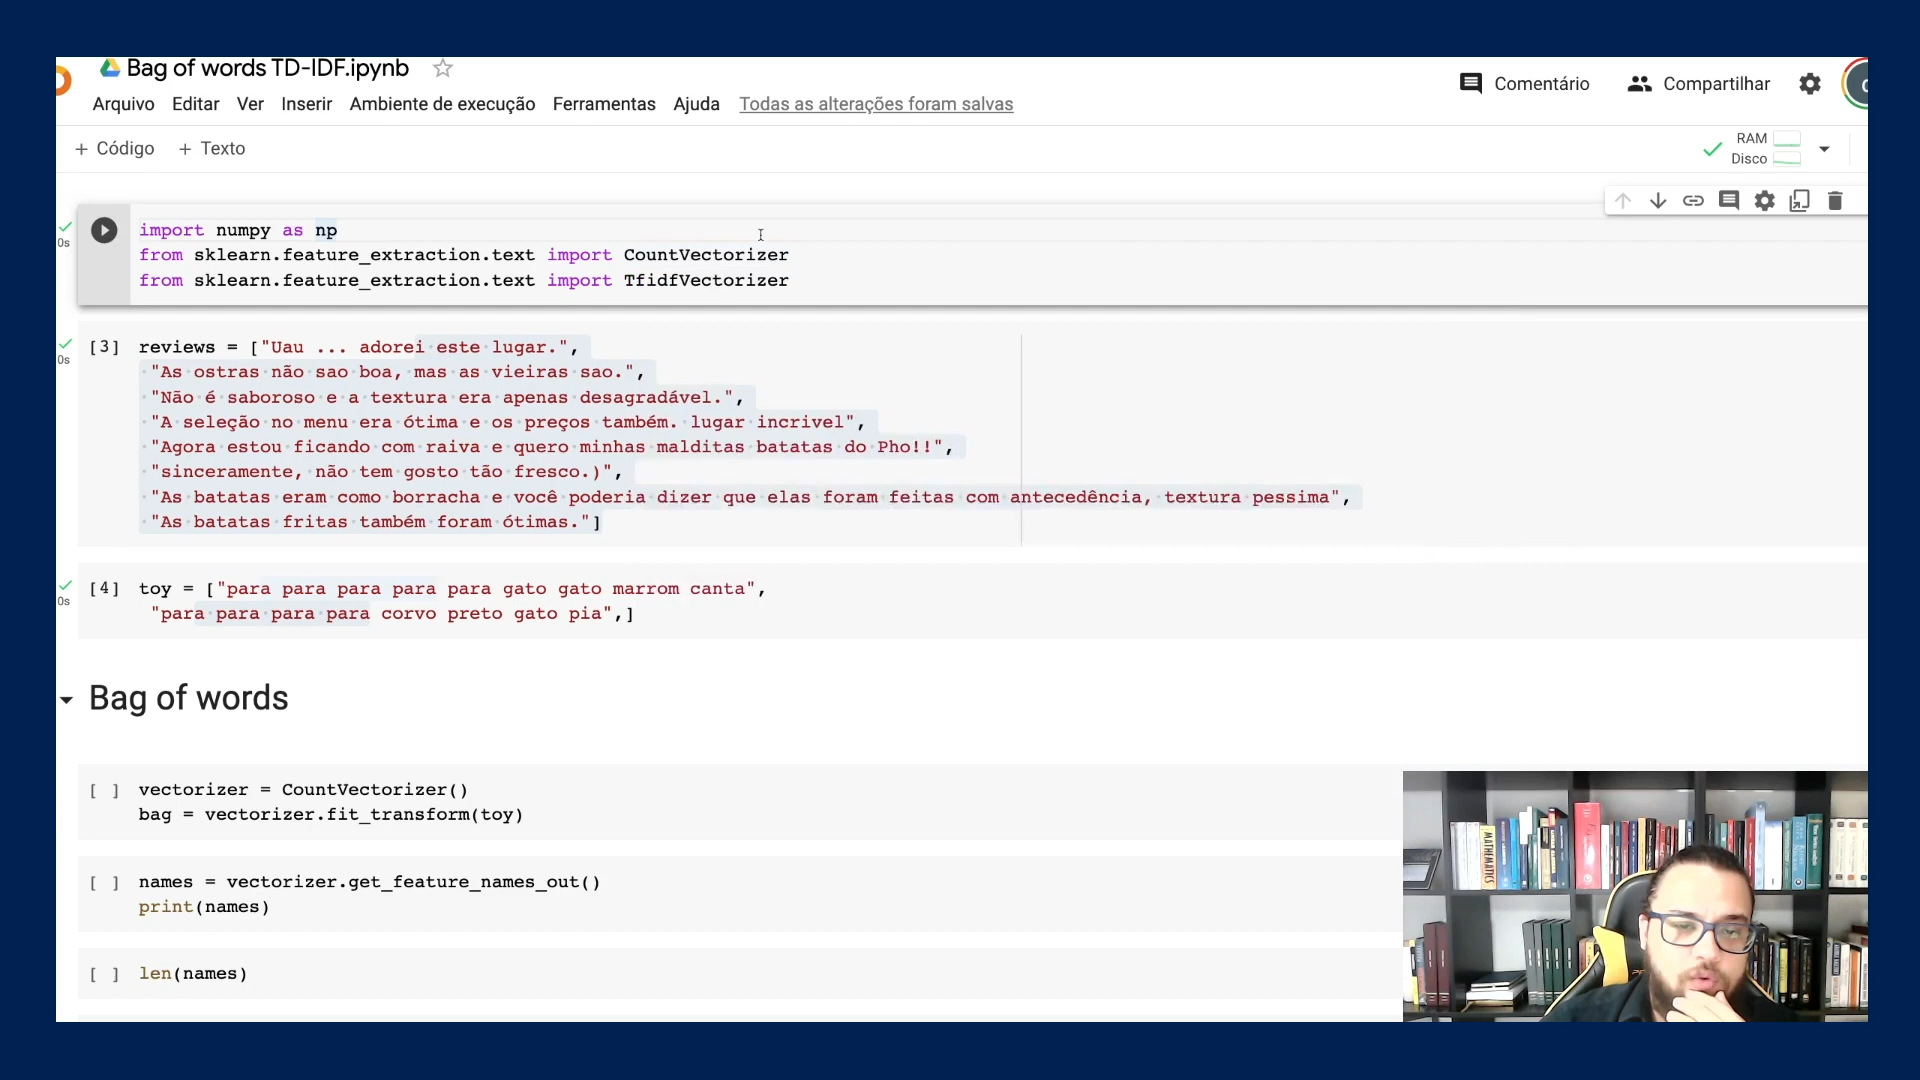 Bag of words TD-IDF.ipynb
Arquivo Editar Ver Inserir Ambiente de execução Ferramentas Ajuda Todas as alterações foram salvas
Comentário Compartilhar
+ Código + Texto
RAM
Disco
0s
import numpy as np
from sklearn.feature_extraction.text import CountVectorizer
from sklearn.feature_extraction.text import TfidfVectorizer
0s
[3] reviews = ["Uau ... adorei este lugar.",
"As ostras não sao boa, mas as vieiras sao.",
"Não é saboroso e a textura era apenas desagradável.",
"A seleção no menu era ótima e os preços também. lugar incrivel",
"Agora estou ficando com raiva e quero minhas malditas batatas do Pho!!",
"sinceramente, não tem gosto tão fresco.)",
"As batatas eram como borracha e você poderia dizer que elas foram feitas com antecedência, textura pessima",
"As batatas fritas também foram ótimas."]
0s
[4] toy = ["para para para para para gato gato marrom canta",
"para para para para corvo preto gato pia",]
Bag of words
[ ] vectorizer = CountVectorizer()
bag = vectorizer.fit_transform(toy)
[ ] names = vectorizer.get_feature_names_out()
print(names)
[ ] len(names)
MATHEMATICS